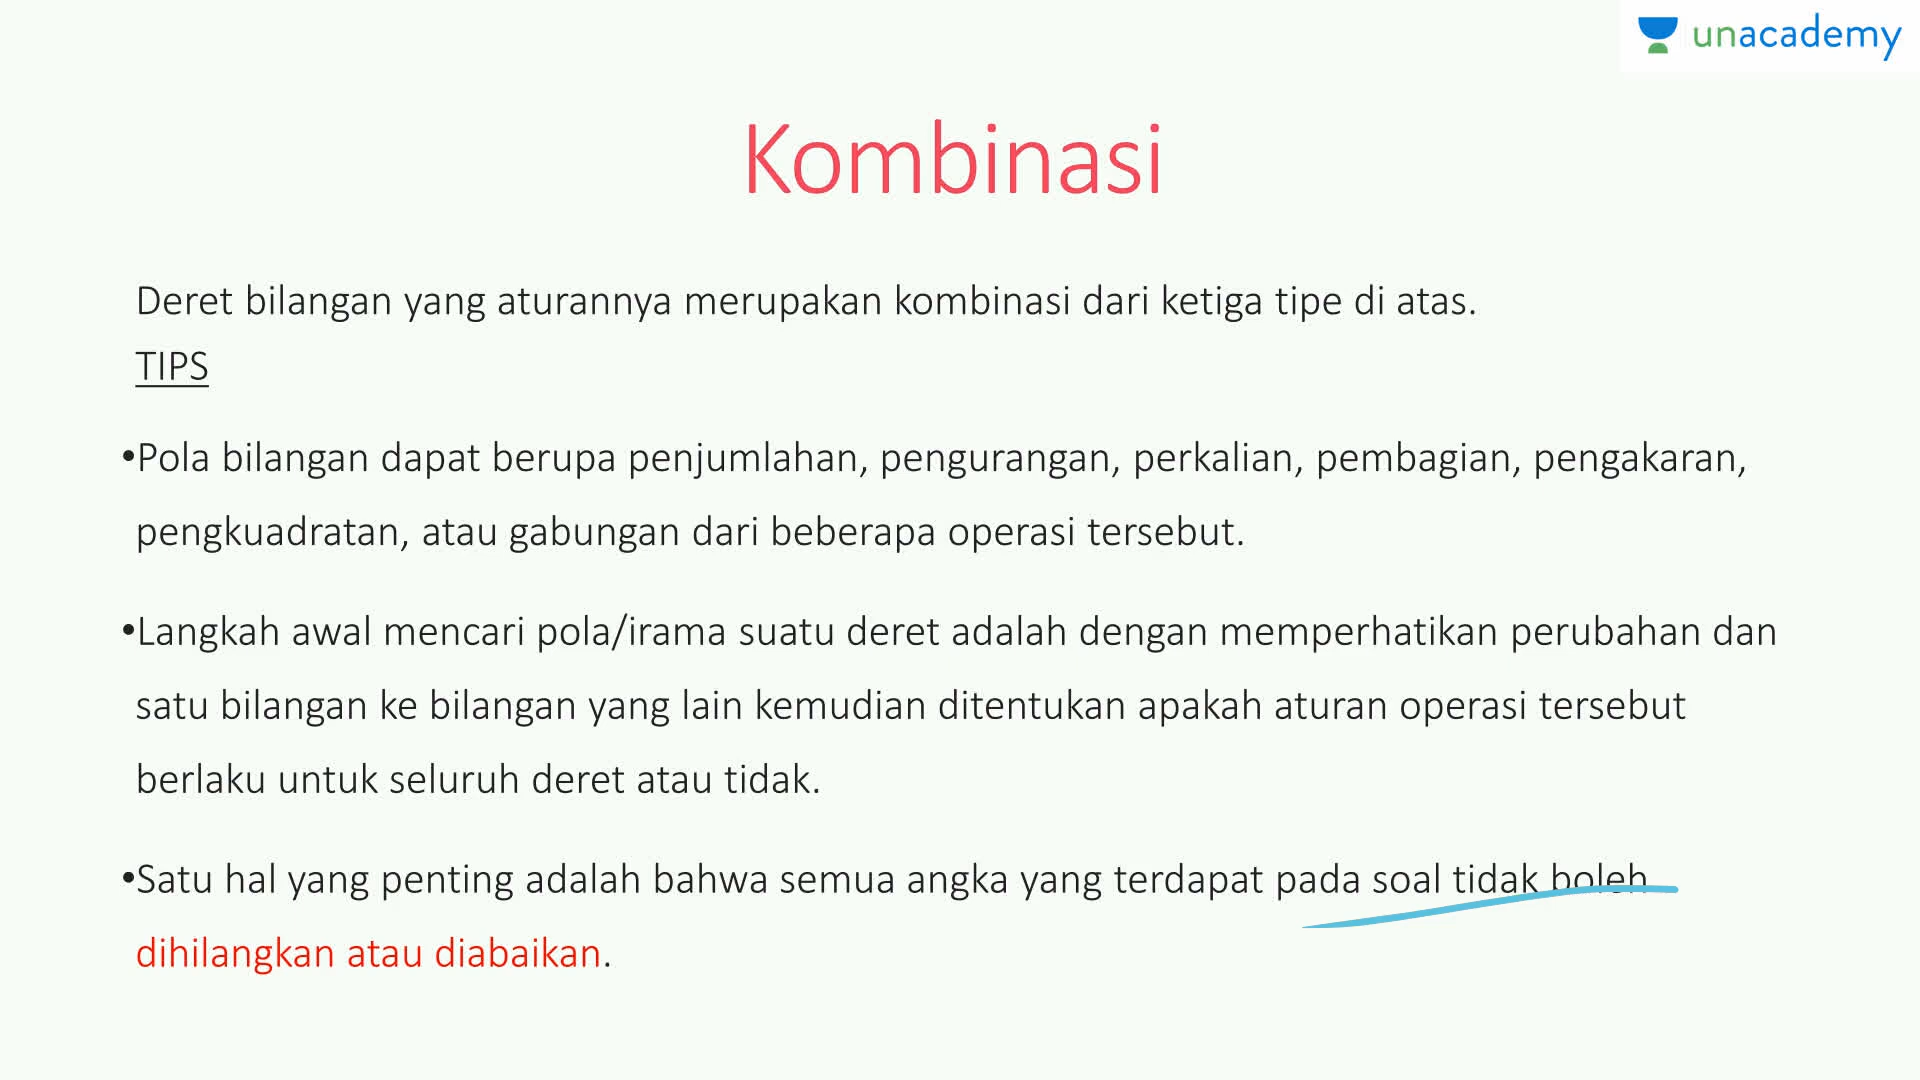 unacademy
Kombinasi
Deret bilangan yang aturannya merupakan kombinasi dari ketiga tipe di atas.
TIPS
•Pola bilangan dapat berupa penjumlahan, pengurangan, perkalian, pembagian, pengakaran,
pengkuadratan, atau gabungan dari beberapa operasi tersebut.
•Langkah awal mencari pola/irama suatu deret adalah dengan memperhatikan perubahan dan
satu bilangan ke bilangan yang lain kemudian ditentukan apakah aturan operasi tersebut
berlaku untuk seluruh deret atau tidak.
•Satu hal yang penting adalah bahwa semua angka yang terdapat pada soal tidak boleh
dihilangkan atau diabaikan.